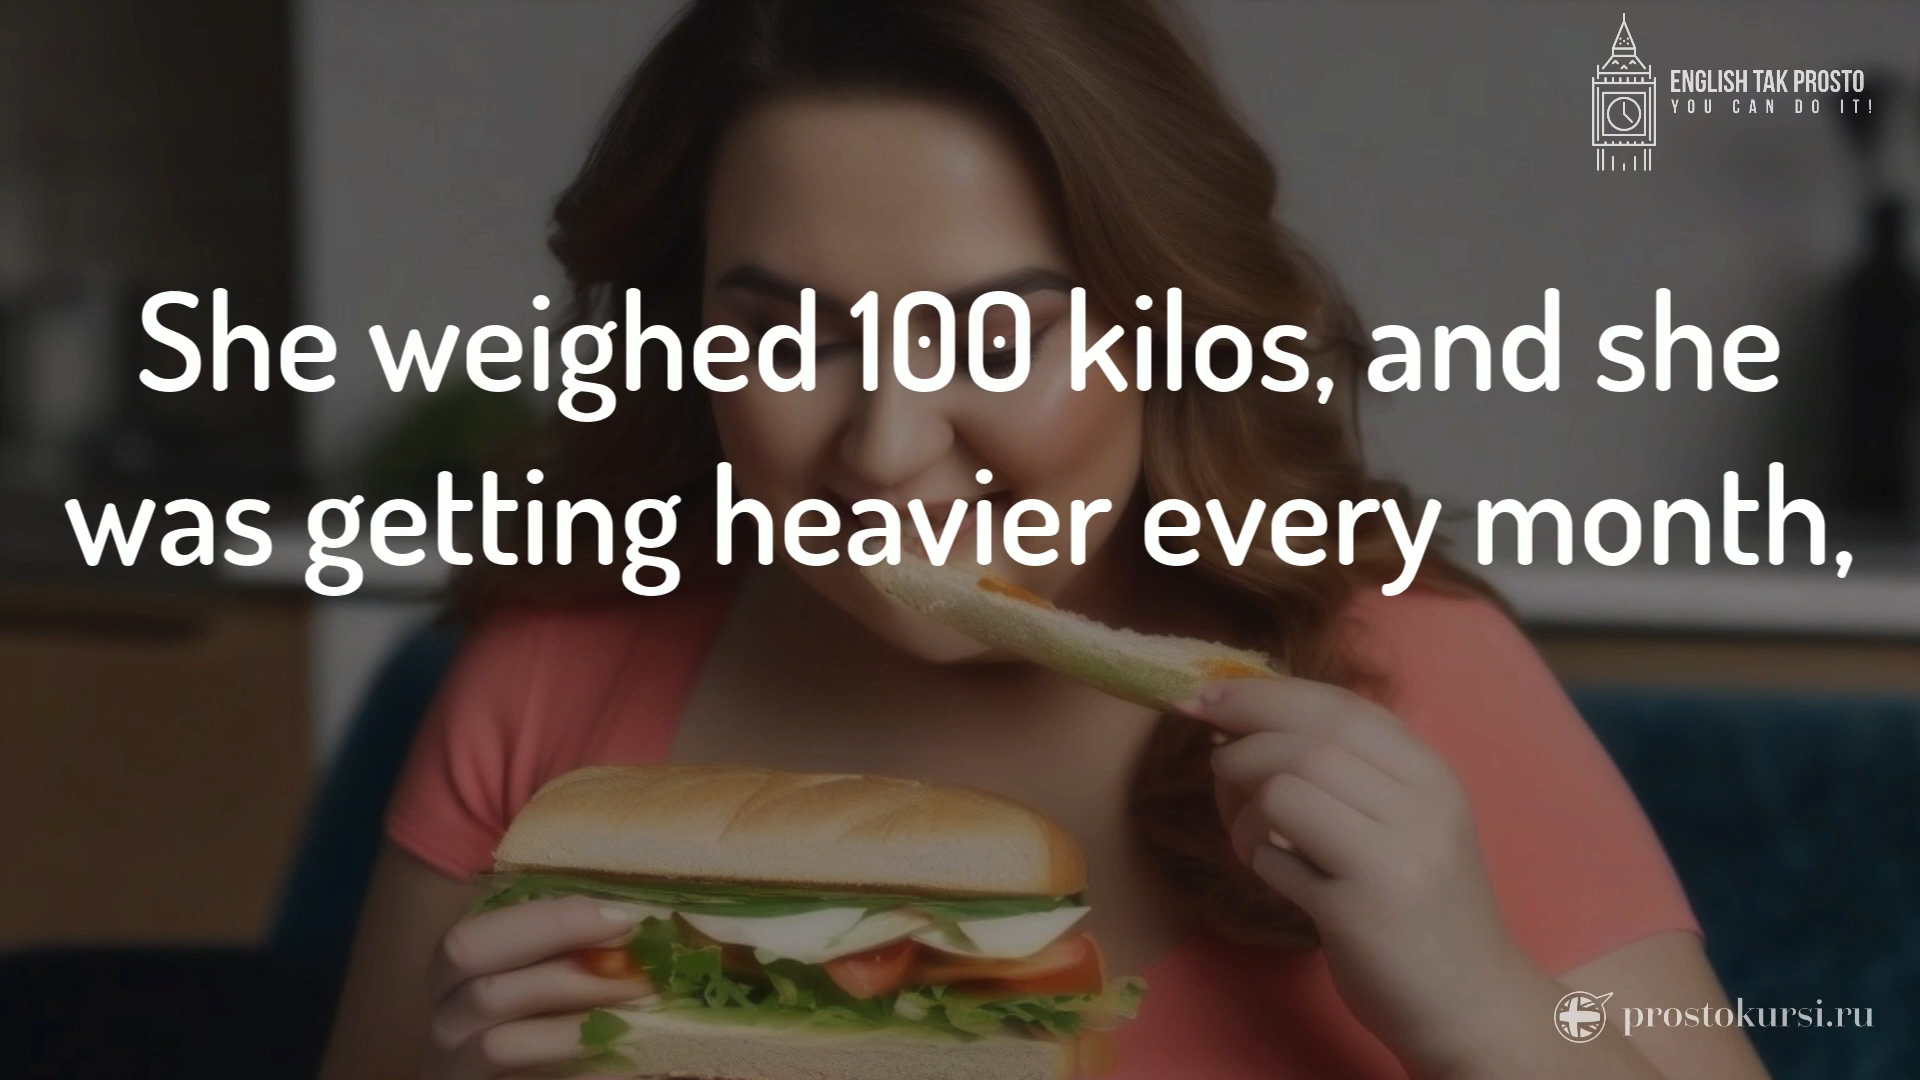 ENGLISH TAK PROSTO
YOU CAN DO IT!
She weighed 100 kilos, and she
was getting heavier every month,
prostokursi.ru